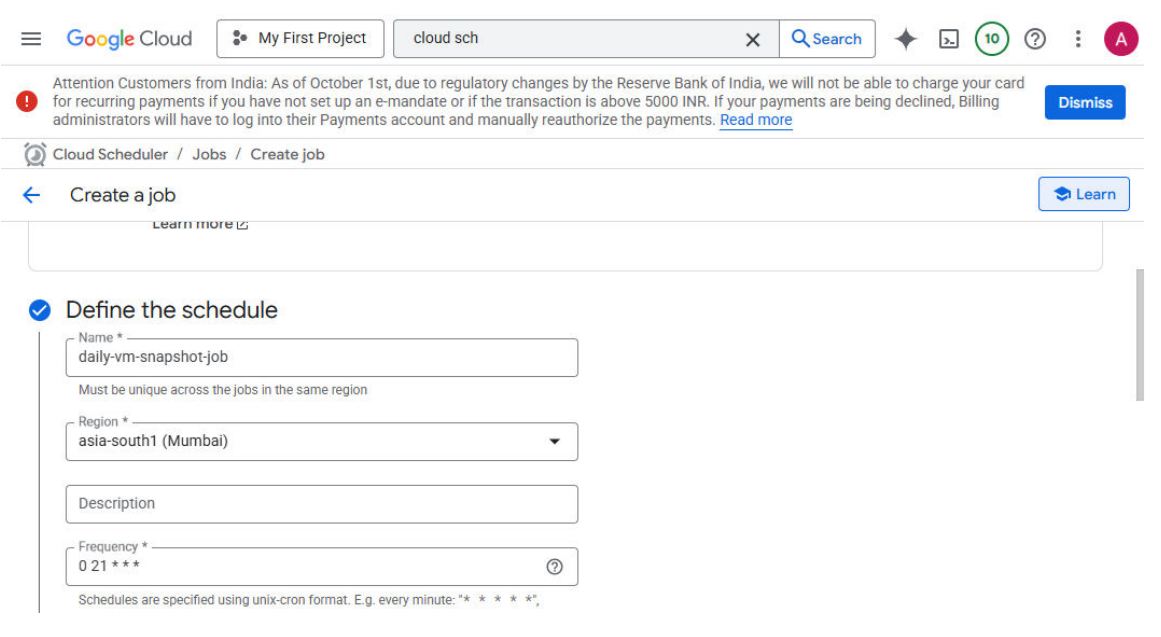 Google Cloud My First Project cloud sch Search 10 A
Attention Customers from India: As of October 1st, due to regulatory changes by the Reserve Bank of India, we will not be able to charge your card
for recurring payments if you have not set up an e-mandate or if the transaction is above 5000 INR. If your payments are being declined, Billing
administrators will have to log into their Payments account and manually reauthorize the payments. Read more
Dismiss
Cloud Scheduler / Jobs / Create job
Create a job
Learn
Learn more
Define the schedule
Name *
daily-vm-snapshot-job
Must be unique across the jobs in the same region
Region *
asia-south1 (Mumbai)
Description
Frequency *
0 21 * * *
Schedules are specified using unix-cron format. E.g. every minute: "* * * * *",